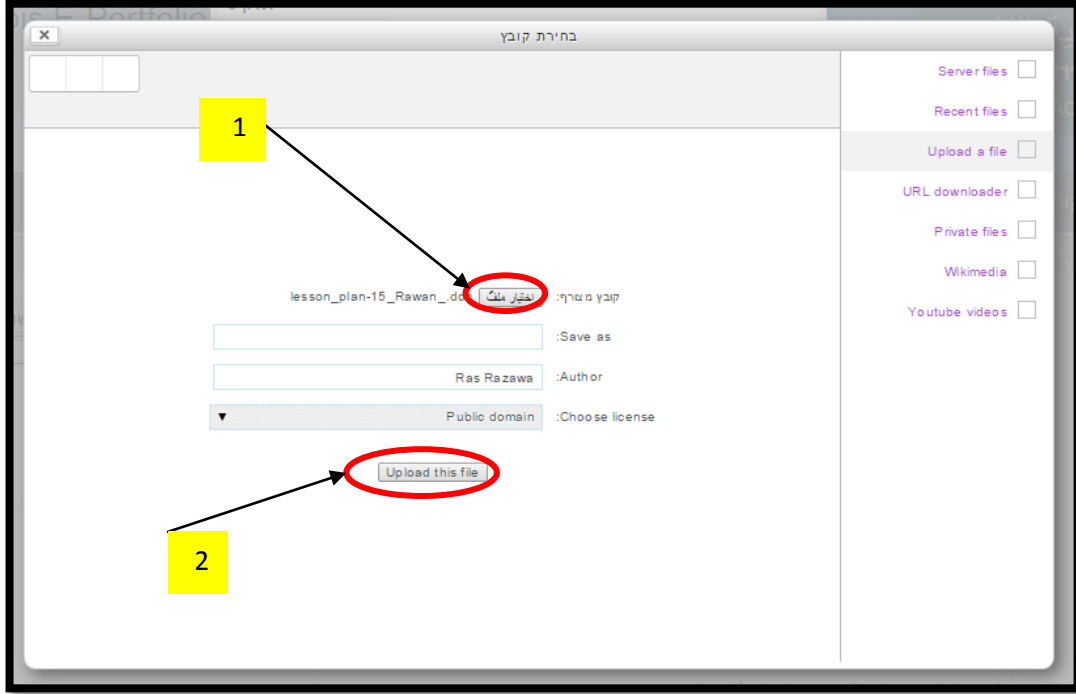 בחירת קובץ
Server files
Recent files
Upload a file
URL downloader
Private files
Wikimedia
Youtube videos
1
קובץ מצורף:
اختيار ملفّ
lesson_plan-15_Rawan_.doc
:Save as
:Author
Ras Razawa
:Choose license
Public domain
Upload this file
2